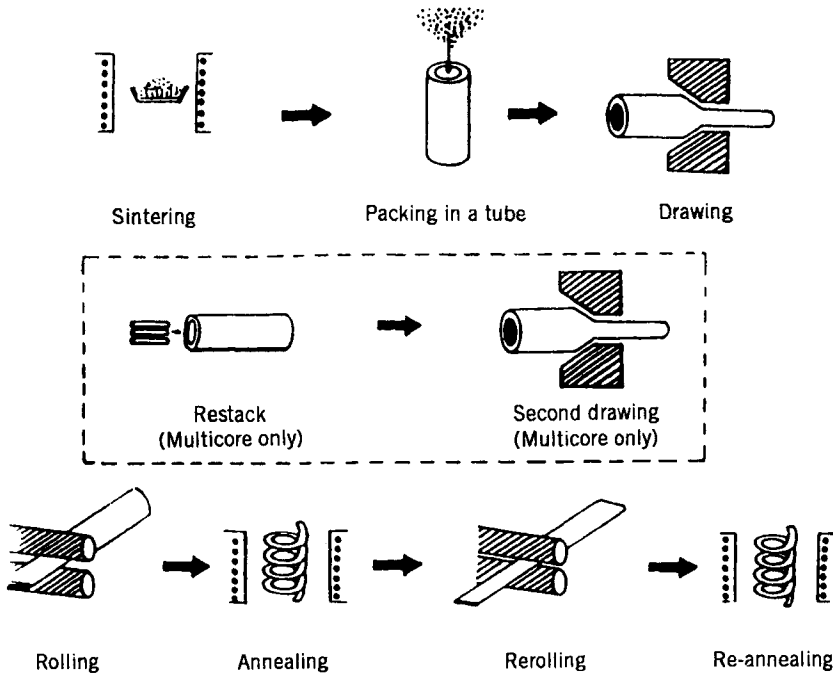 Sintering
Packing in a tube
Drawing
Restack
(Multicore only)
Second drawing
(Multicore only)
Rolling
Annealing
Rerolling
Re-annealing